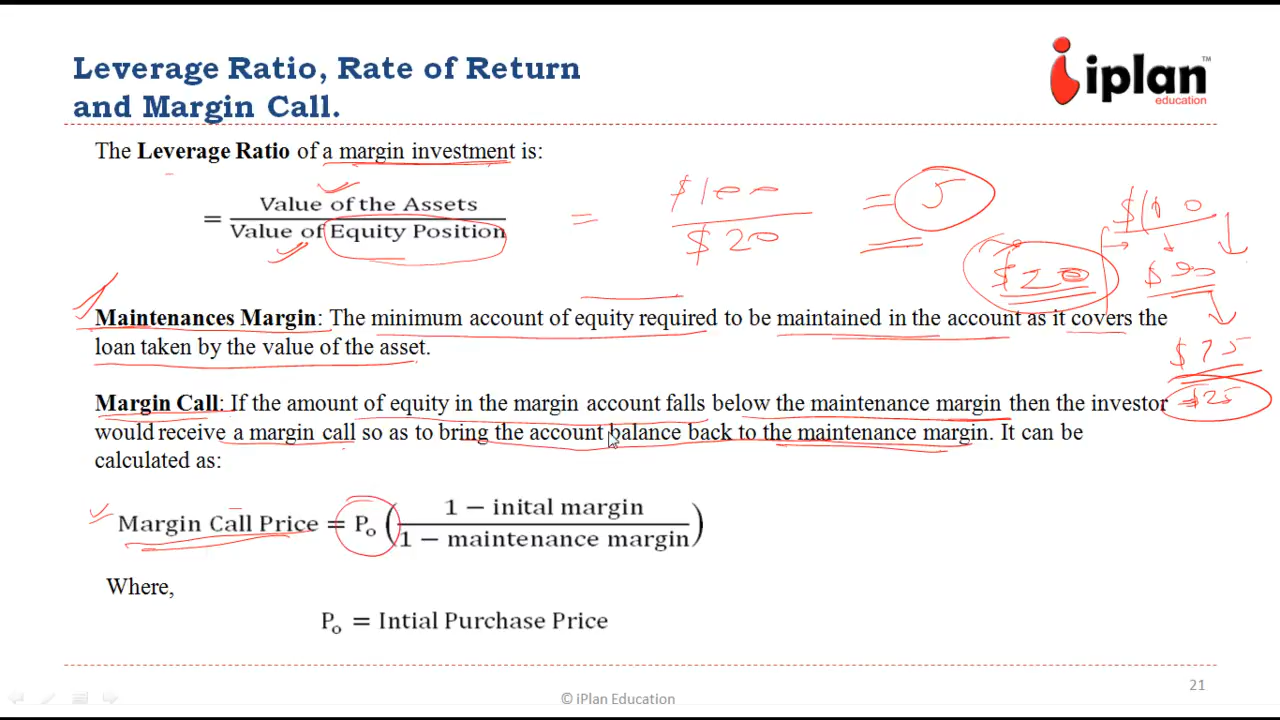 Leverage Ratio, Rate of Return
and Margin Call.
iplan™
education
The Leverage Ratio of a margin investment is:
= Value of the Assets
Value of Equity Position
= $100
$20
= 5
$20
Maintenances Margin: The minimum account of equity required to be maintained in the account as it covers the
loan taken by the value of the asset.
$75
$25
Margin Call: If the amount of equity in the margin account falls below the maintenance margin then the investor
would receive a margin call so as to bring the account balance back to the maintenance margin. It can be
calculated as:
Margin Call Price = Po ( 1 − inital margin
1 − maintenance margin )
Where,
Po = Intial Purchase Price
© iPlan Education
21